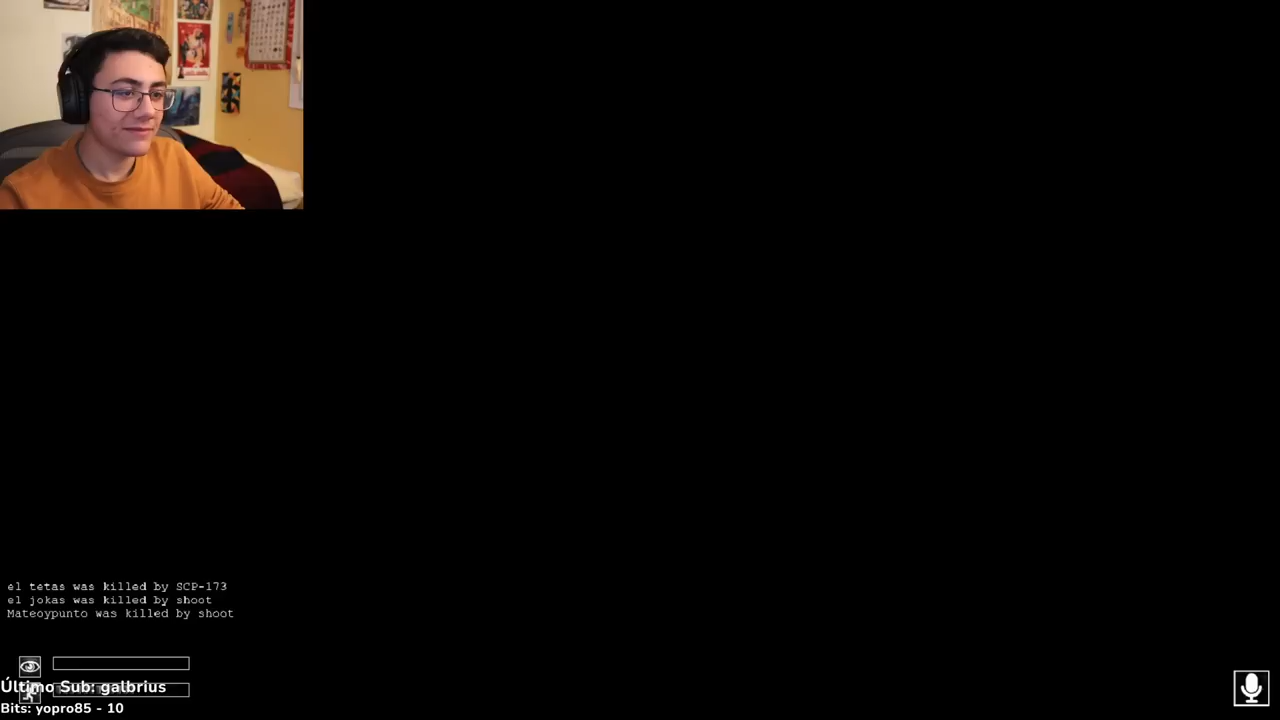 el tetas was killed by SCP-173
el jokas was killed by shoot
Mateoypunto was killed by shoot
Último Sub: galbrius
Bits: yopro85 - 10